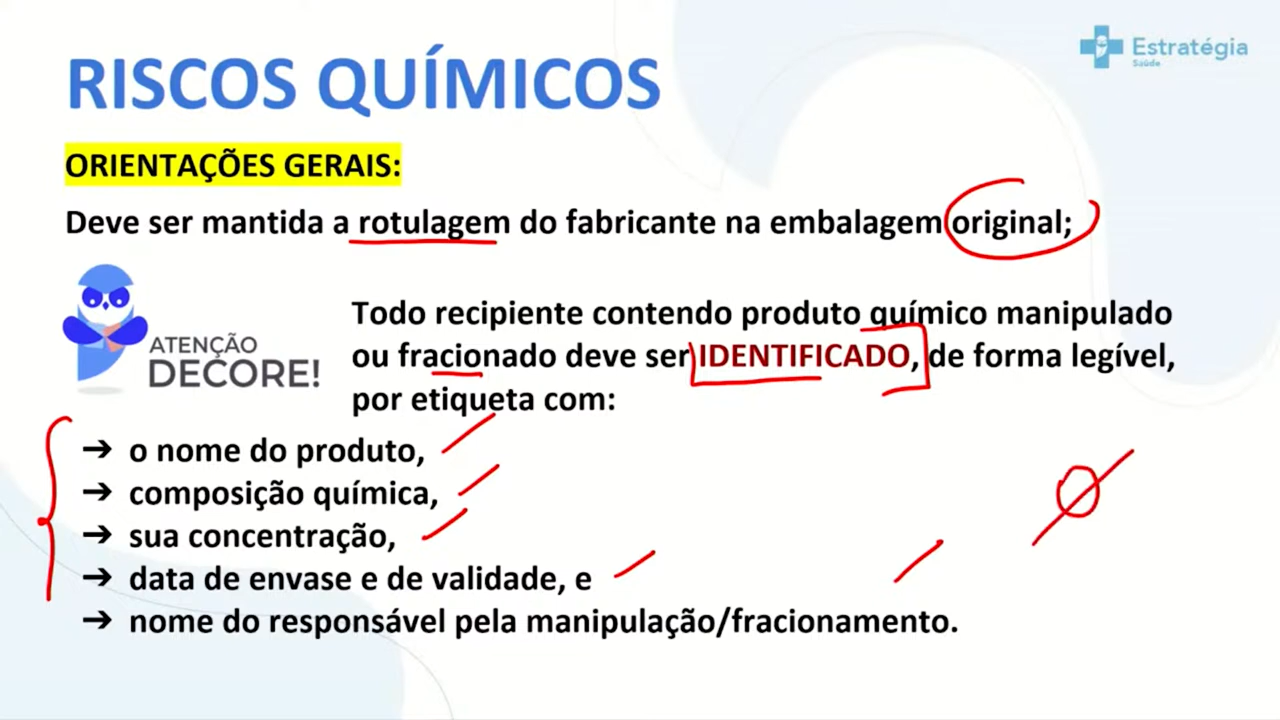 Estratégia
Saúde
RISCOS QUÍMICOS
ORIENTAÇÕES GERAIS:
Deve ser mantida a rotulagem do fabricante na embalagem original;
ATENÇÃO
DECORE!
Todo recipiente contendo produto químico manipulado
ou fracionado deve ser IDENTIFICADO, de forma legível,
por etiqueta com:
➔ o nome do produto,
➔ composição química,
➔ sua concentração,
➔ data de envase e de validade, e
➔ nome do responsável pela manipulação/fracionamento.